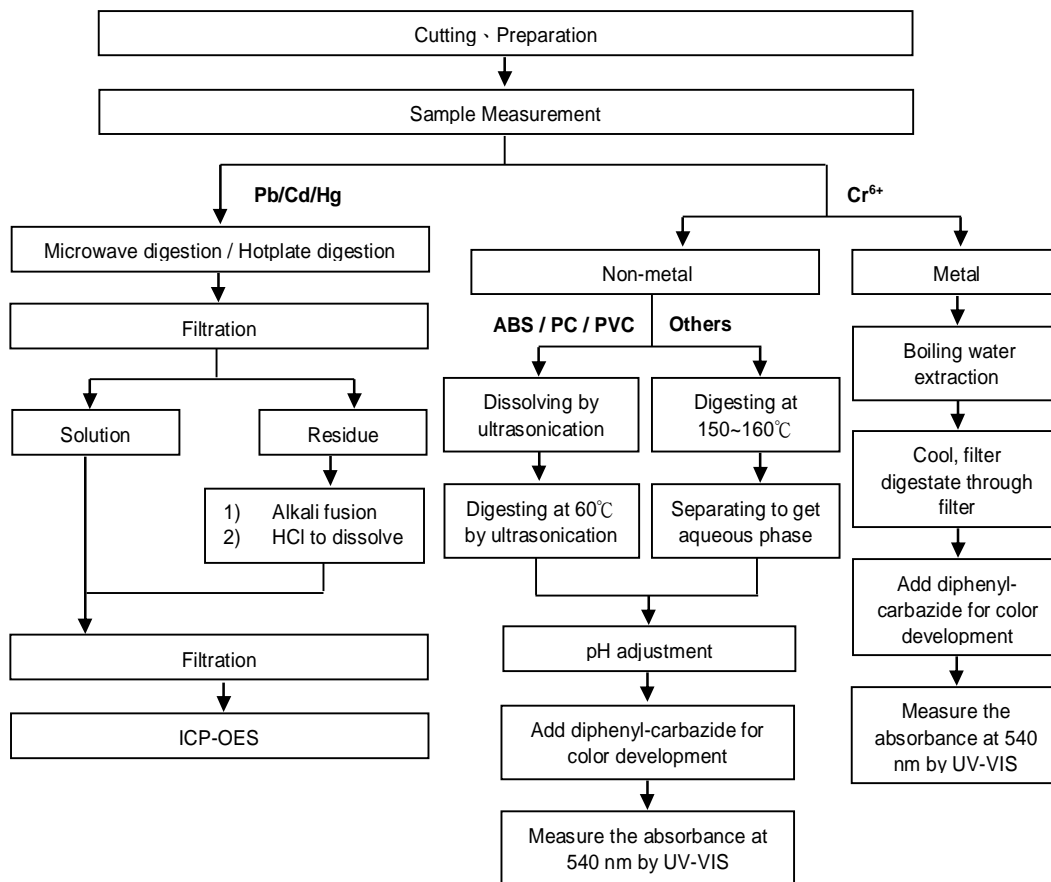 Cutting、Preparation
Sample Measurement
Pb/Cd/Hg
Cr6+
Microwave digestion / Hotplate digestion
Non-metal
Metal
Filtration
ABS / PC / PVC
Others
Boiling water
extraction
Solution
Residue
Dissolving by
ultrasonication
Digesting at
150~160℃
Cool, filter
digestate through
filter
1) Alkali fusion
2) HCl to dissolve
Digesting at 60℃
by ultrasonication
Separating to get
aqueous phase
Add diphenyl-
carbazide for color
development
Filtration
pH adjustment
ICP-OES
Add diphenyl-carbazide for
color development
Measure the
absorbance at 540
nm by UV-VIS
Measure the absorbance at
540 nm by UV-VIS